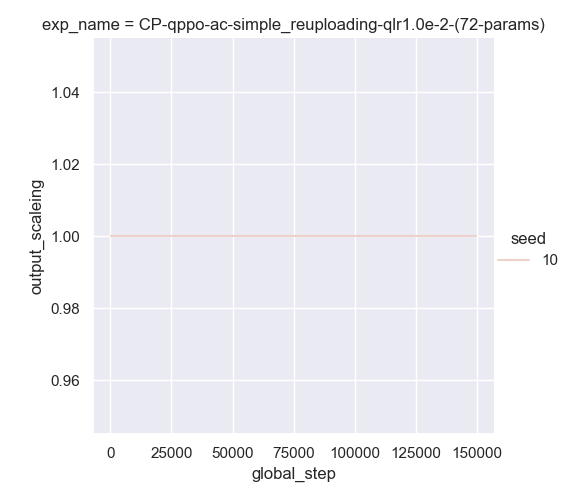 exp_name = CP-qppo-ac-simple_reuploading-qlr1.0e-2-(72-params)
1.04
1.02
1.00
0.98
0.96
output_scaleing
seed
10
0 25000 50000 75000 100000 125000 150000
global_step